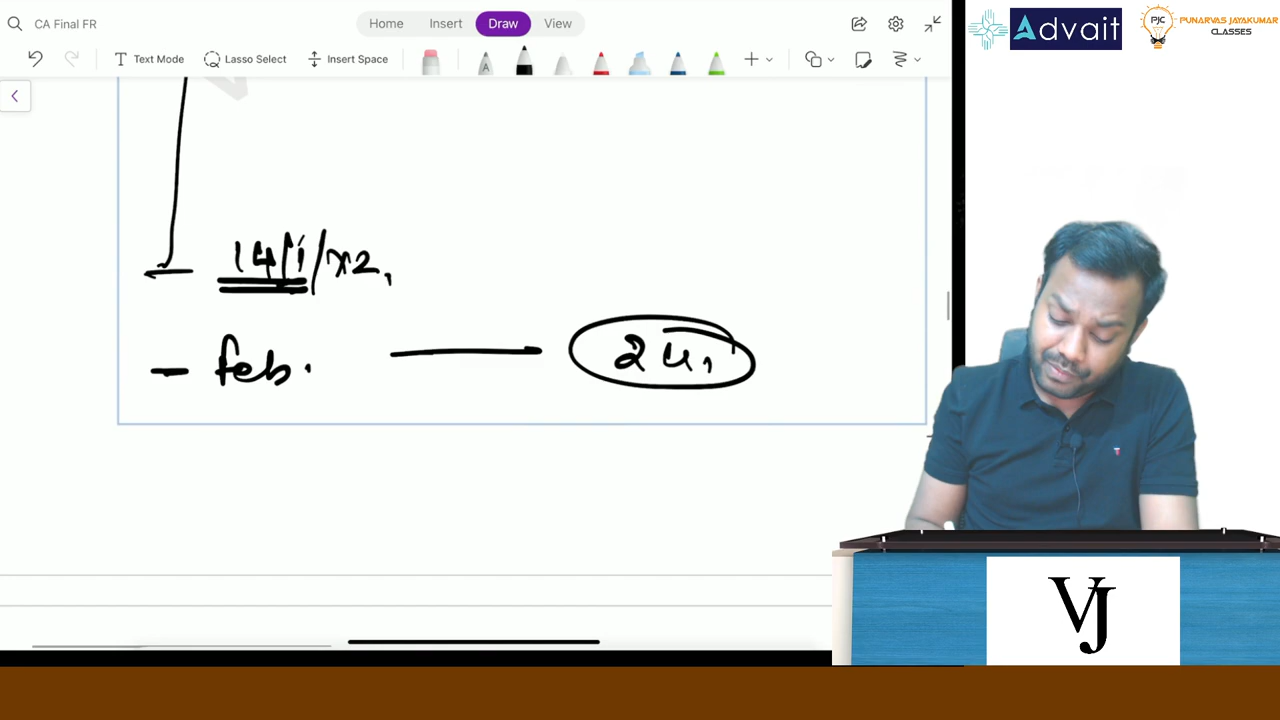 CA Final FR
Home Insert Draw View
Text Mode Lasso Select Insert Space
Advait
PJC PUNARVAS JAYAKUMAR
CLASSES
14/1/x2,
- feb.
VJ